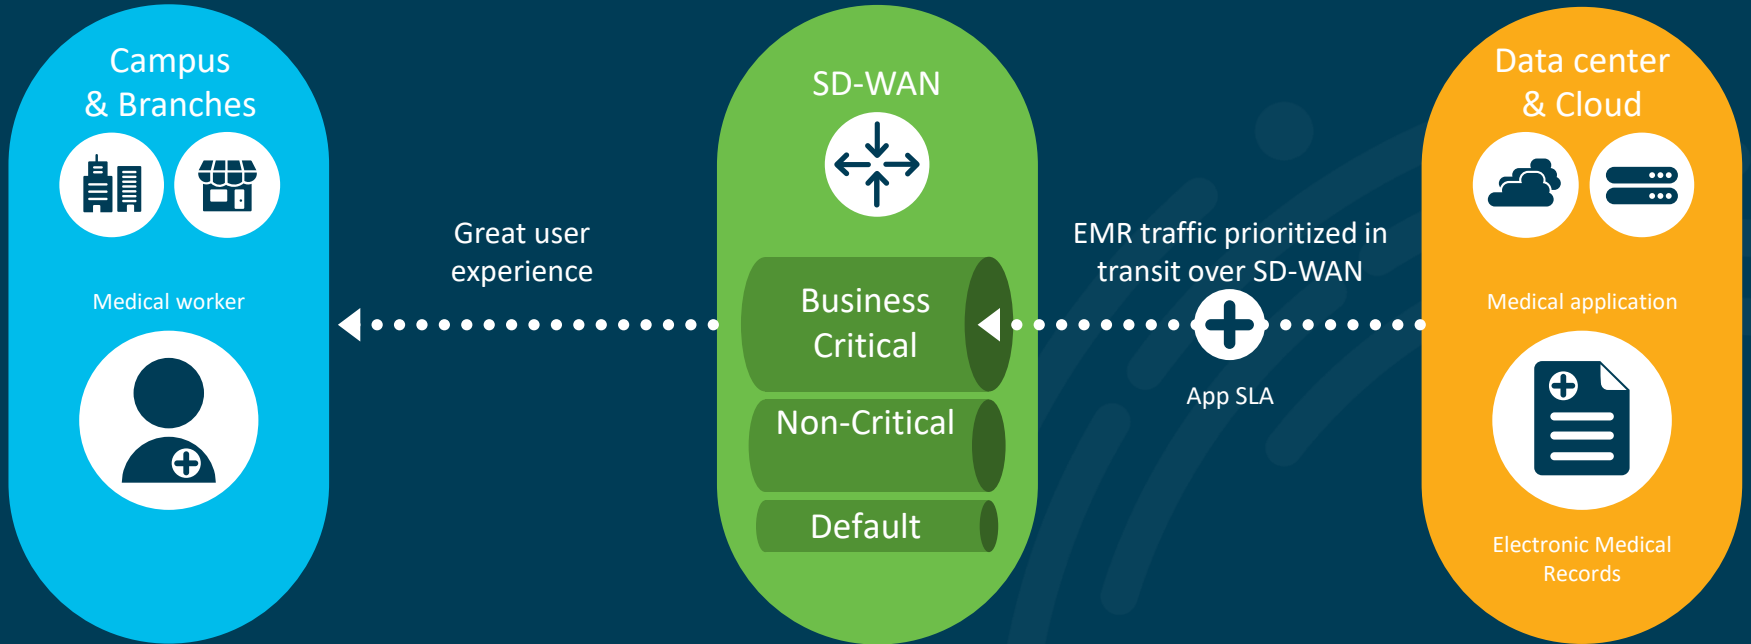 Campus
& Branches
Medical worker
Great user
experience
SD-WAN
Business
Critical
Non-Critical
Default
EMR traffic prioritized in
transit over SD-WAN
App SLA
Data center
& Cloud
Medical application
Electronic Medical
Records